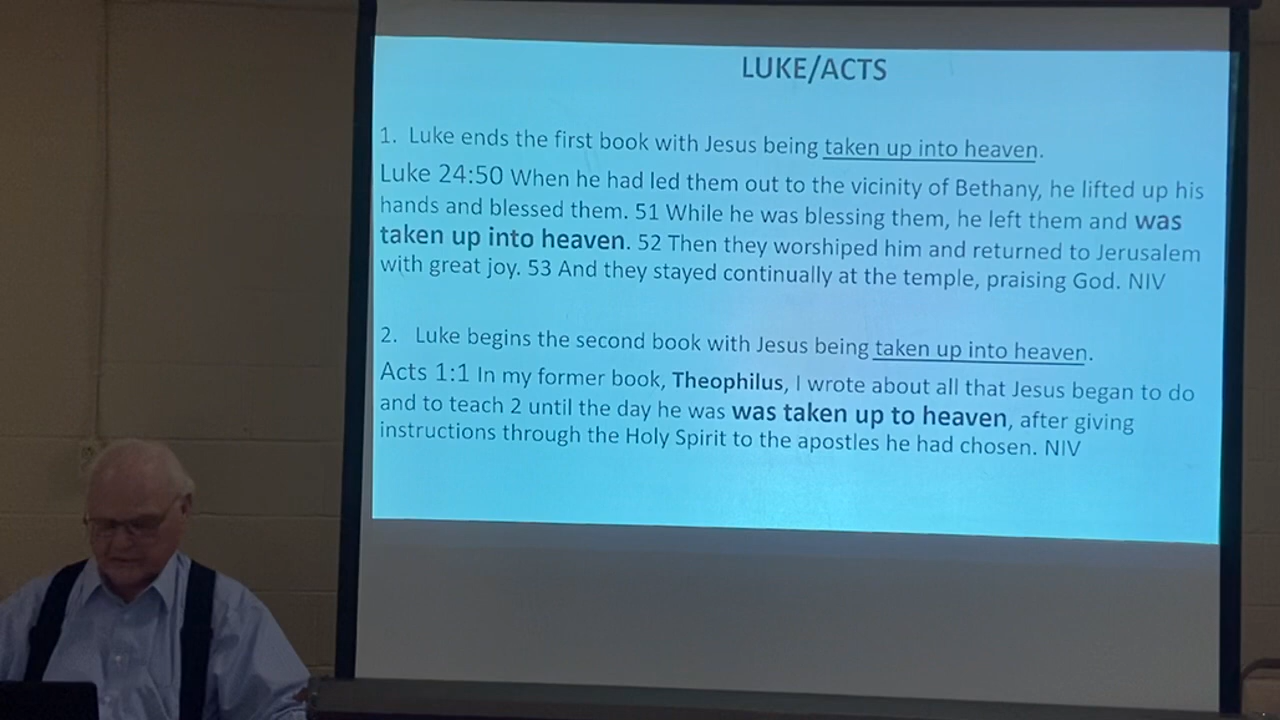 LUKE/ACTS
1. Luke ends the first book with Jesus being taken up into heaven.
Luke 24:50 When he had led them out to the vicinity of Bethany, he lifted up his
hands and blessed them. 51 While he was blessing them, he left them and was
taken up into heaven. 52 Then they worshiped him and returned to Jerusalem
with great joy. 53 And they stayed continually at the temple, praising God. NIV
2. Luke begins the second book with Jesus being taken up into heaven.
Acts 1:1 In my former book, Theophilus, I wrote about all that Jesus began to do
and to teach 2 until the day he was was taken up to heaven, after giving
instructions through the Holy Spirit to the apostles he had chosen. NIV